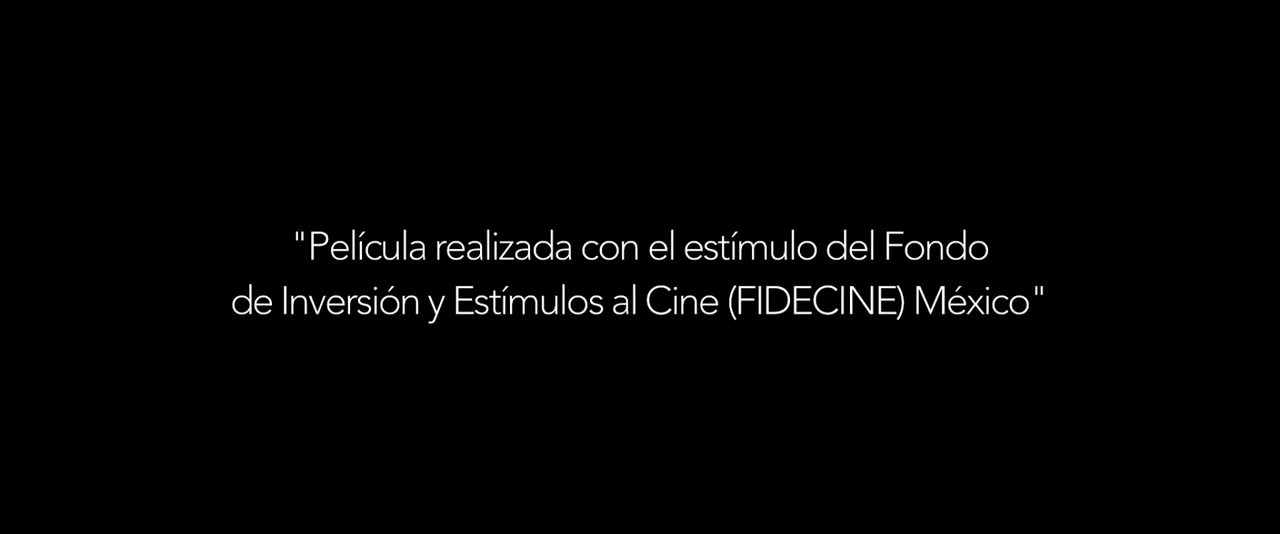 "Película realizada con el estímulo del Fondo
de Inversión y Estímulos al Cine (FIDECINE) México"